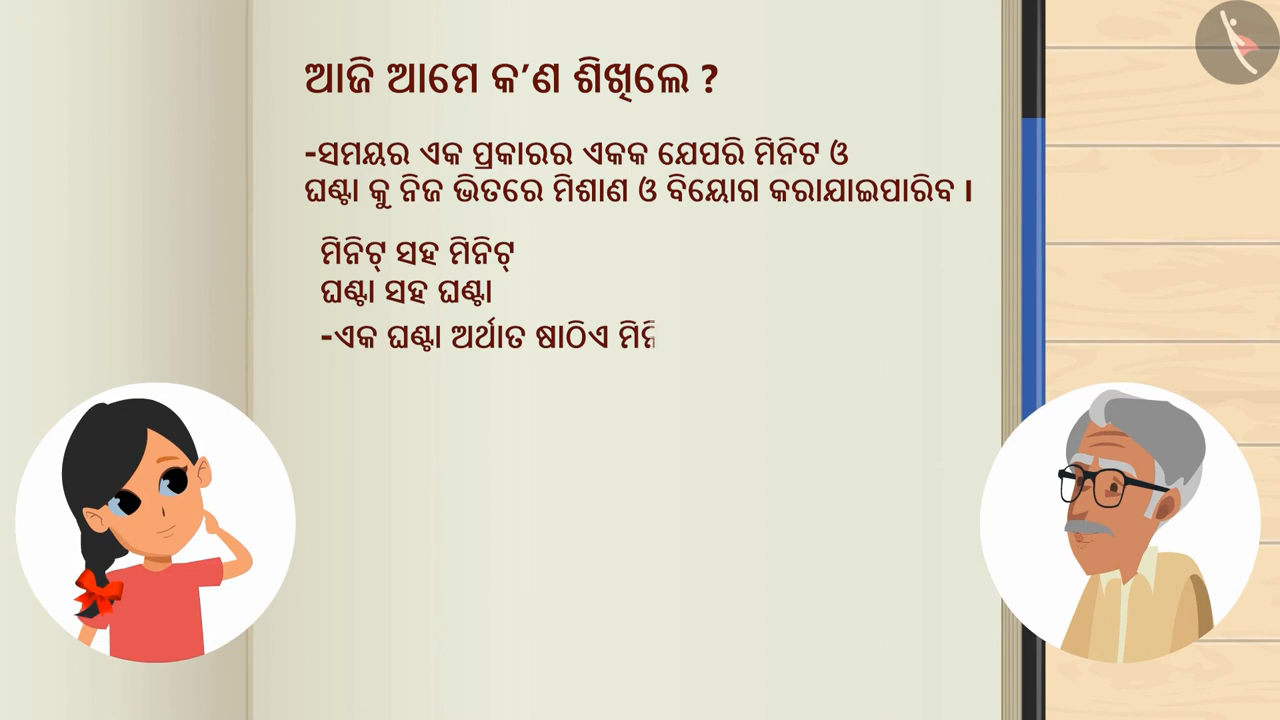 ଆଜି ଆମେ କ'ଣ ଶିଖିଲେ ?
-ସମୟର ଏକ ପ୍ରକାରର ଏକକ ଯେପରି ମିନିଟ ଓ
ଘଣ୍ଟା କୁ ନିଜ ଭିତରେ ମିଶାଣ ଓ ବିୟୋଗ କରାଯାଇପାରିବ ।
ମିନିଟ୍ ସହ ମିନିଟ୍
ଘଣ୍ଟା ସହ ଘଣ୍ଟା
-ଏକ ଘଣ୍ଟା ଅର୍ଥାତ ଷାଠିଏ